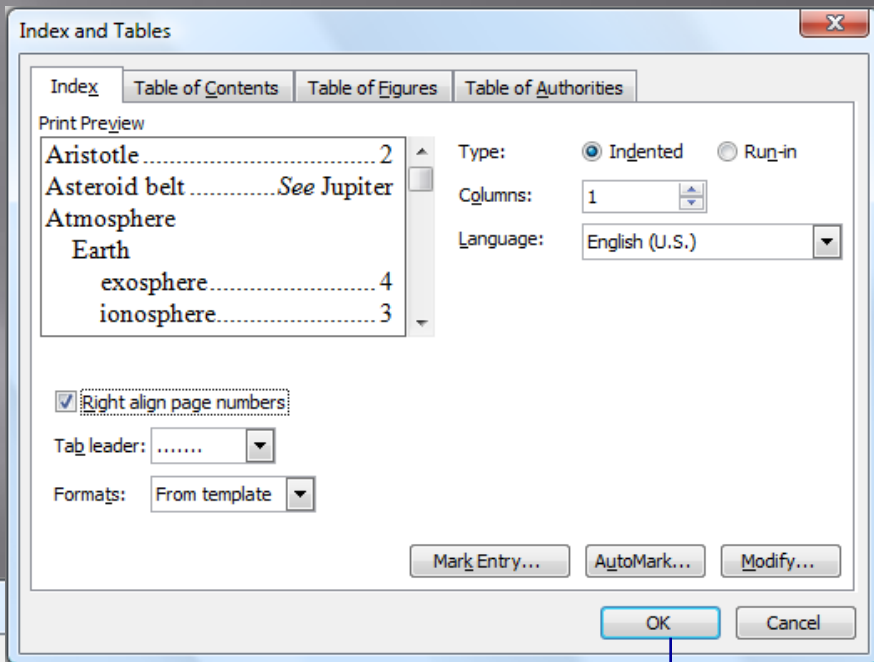 Index and Tables
Index Table of Contents Table of Figures Table of Authorities
Print Preview
Aristotle.................................2
Asteroid belt.............See Jupiter
Atmosphere
Earth
exosphere.........................4
ionosphere........................3
Type: Indented Run-in
Columns: 1
Language: English (U.S.)
Right align page numbers
Tab leader: .......
Formats: From template
Mark Entry... AutoMark... Modify...
OK Cancel